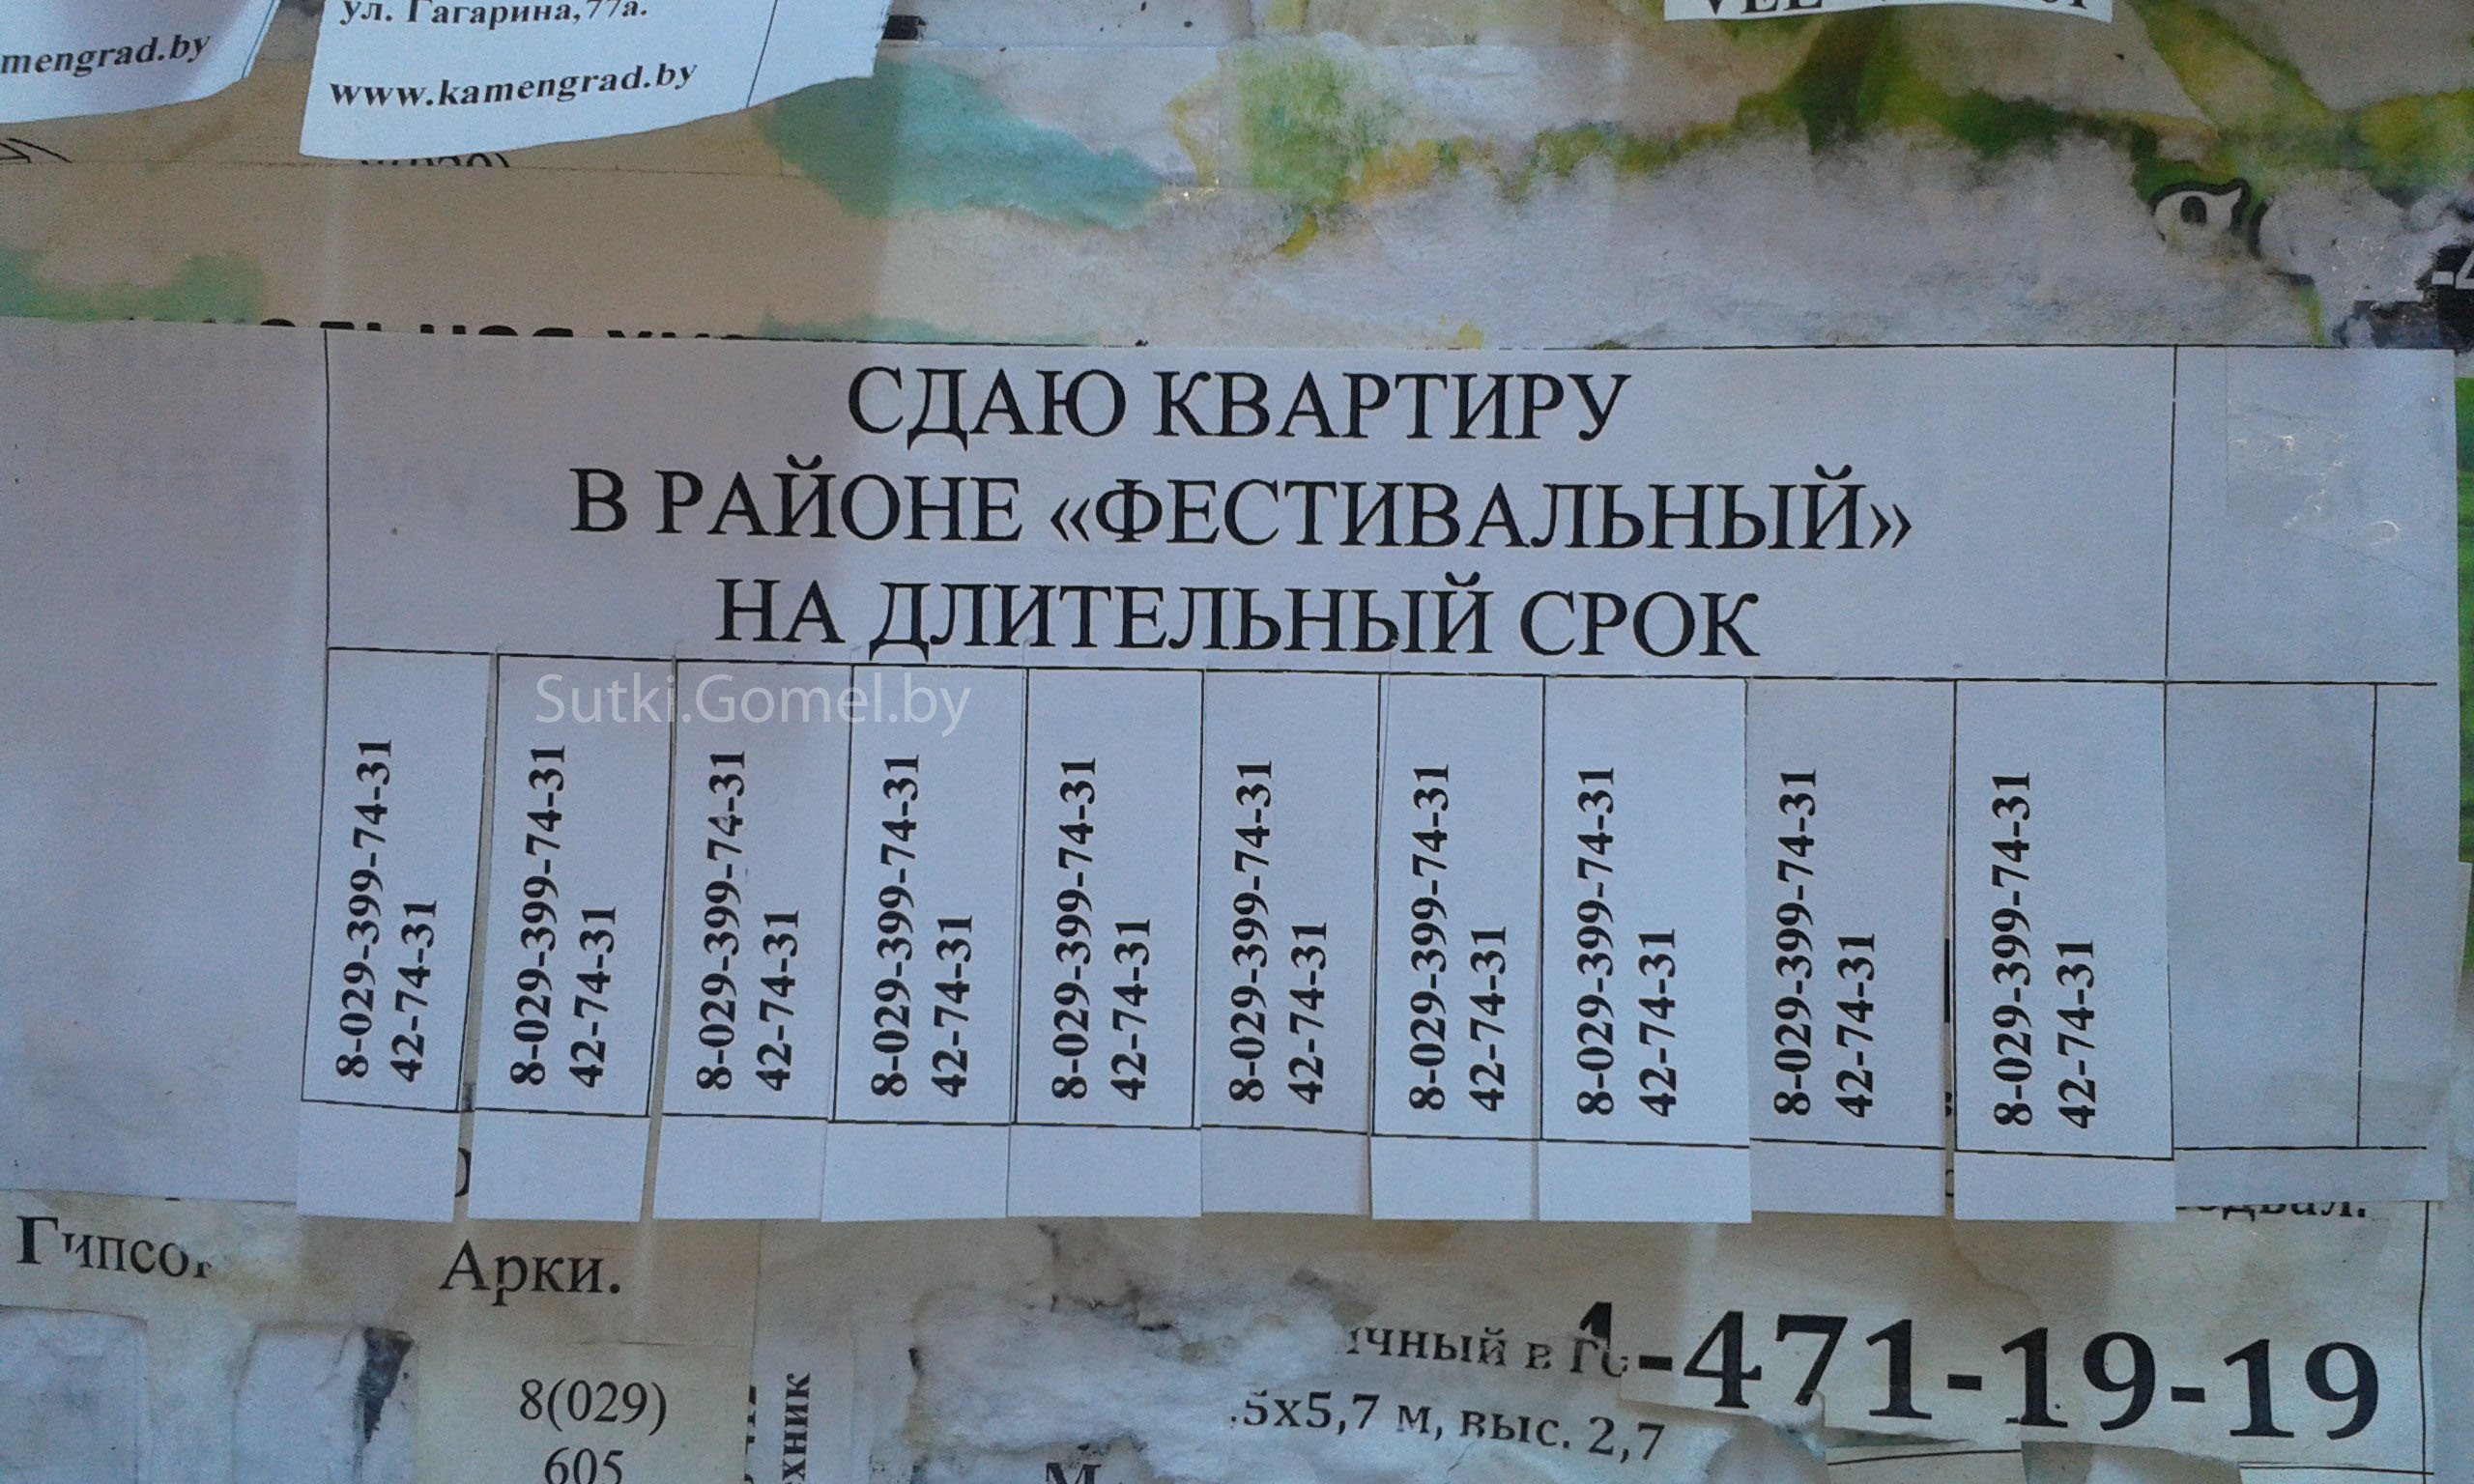 ул. Гагарина, 77а.
mengrad.by
www.kamengrad.by
СДАЮ КВАРТИРУ
В РАЙОНЕ «ФЕСТИВАЛЬНЫЙ»
НА ДЛИТЕЛЬНЫЙ СРОК
Sutki.Gomel.by
8-029-399-74-31
42-74-31
8-029-399-74-31
42-74-31
8-029-399-74-31
42-74-31
8-029-399-74-31
42-74-31
8-029-399-74-31
42-74-31
8-029-399-74-31
42-74-31
8-029-399-74-31
42-74-31
8-029-399-74-31
42-74-31
8-029-399-74-31
42-74-31
8-029-399-74-31
42-74-31
Арки.
8(029)
605
-471-19-19
5х5,7 м, выс. 2,7